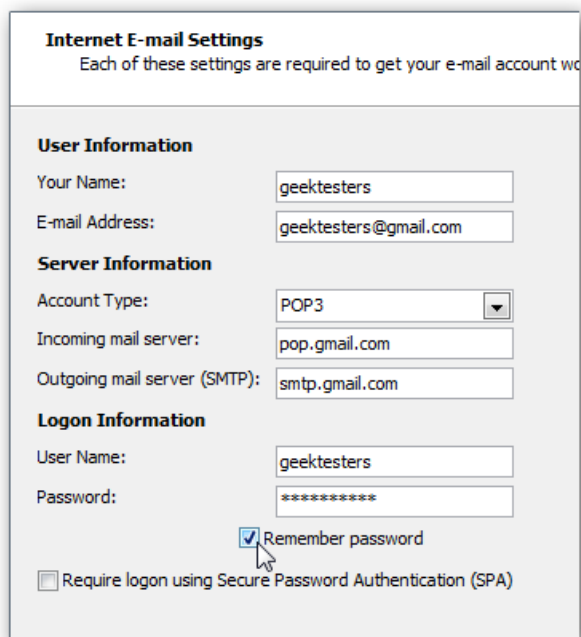 Internet E-mail Settings
Each of these settings are required to get your e-mail account
User Information
Your Name:
geektesters
E-mail Address:
geektesters@gmail.com
Server Information
Account Type:
POP3
Incoming mail server:
pop.gmail.com
Outgoing mail server (SMTP):
smtp.gmail.com
Logon Information
User Name:
geektesters
Password:
**********
Remember password
Require logon using Secure Password Authentication (SPA)